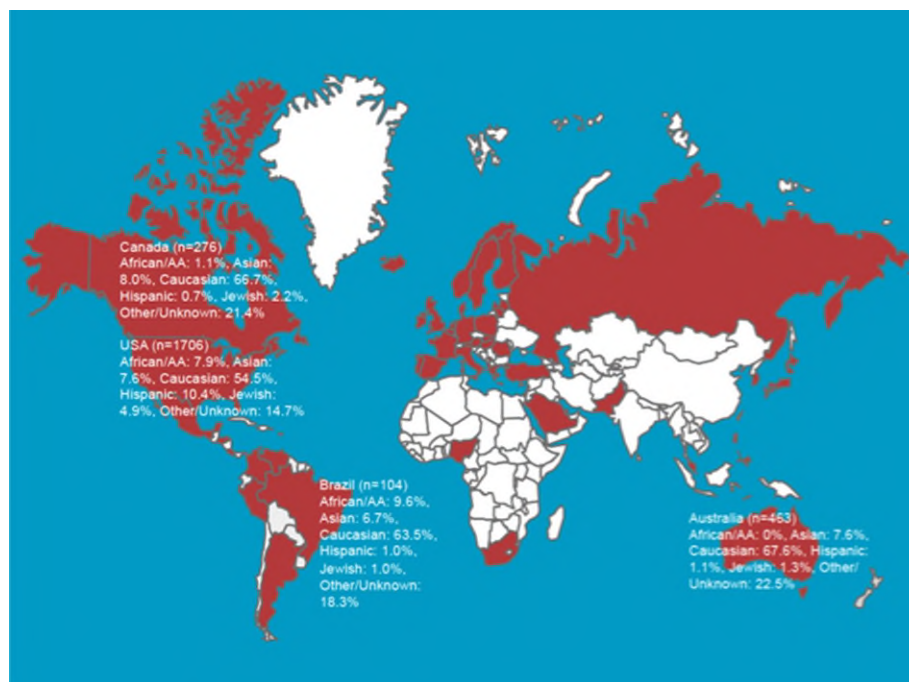 Canada (n=276)
African/AA: 1.1%, Asian:
8.0%, Caucasian: 66.7%,
Hispanic: 0.7%, Jewish: 2.2%,
Other/Unknown: 21.4%
USA (n=1706)
African/AA: 7.9%, Asian:
7.6%, Caucasian: 54.5%,
Hispanic: 10.4%, Jewish:
4.9%, Other/Unknown: 14.7%
Brazil (n=104)
African/AA: 9.6%,
Asian: 6.7%,
Caucasian: 63.5%,
Hispanic: 1.0%,
Jewish: 1.0%,
Other/Unknown:
18.3%
Australia (n=463)
African/AA: 0%, Asian: 7.6%,
Caucasian: 67.6%, Hispanic:
1.1%, Jewish: 1.3%, Other/
Unknown: 22.5%